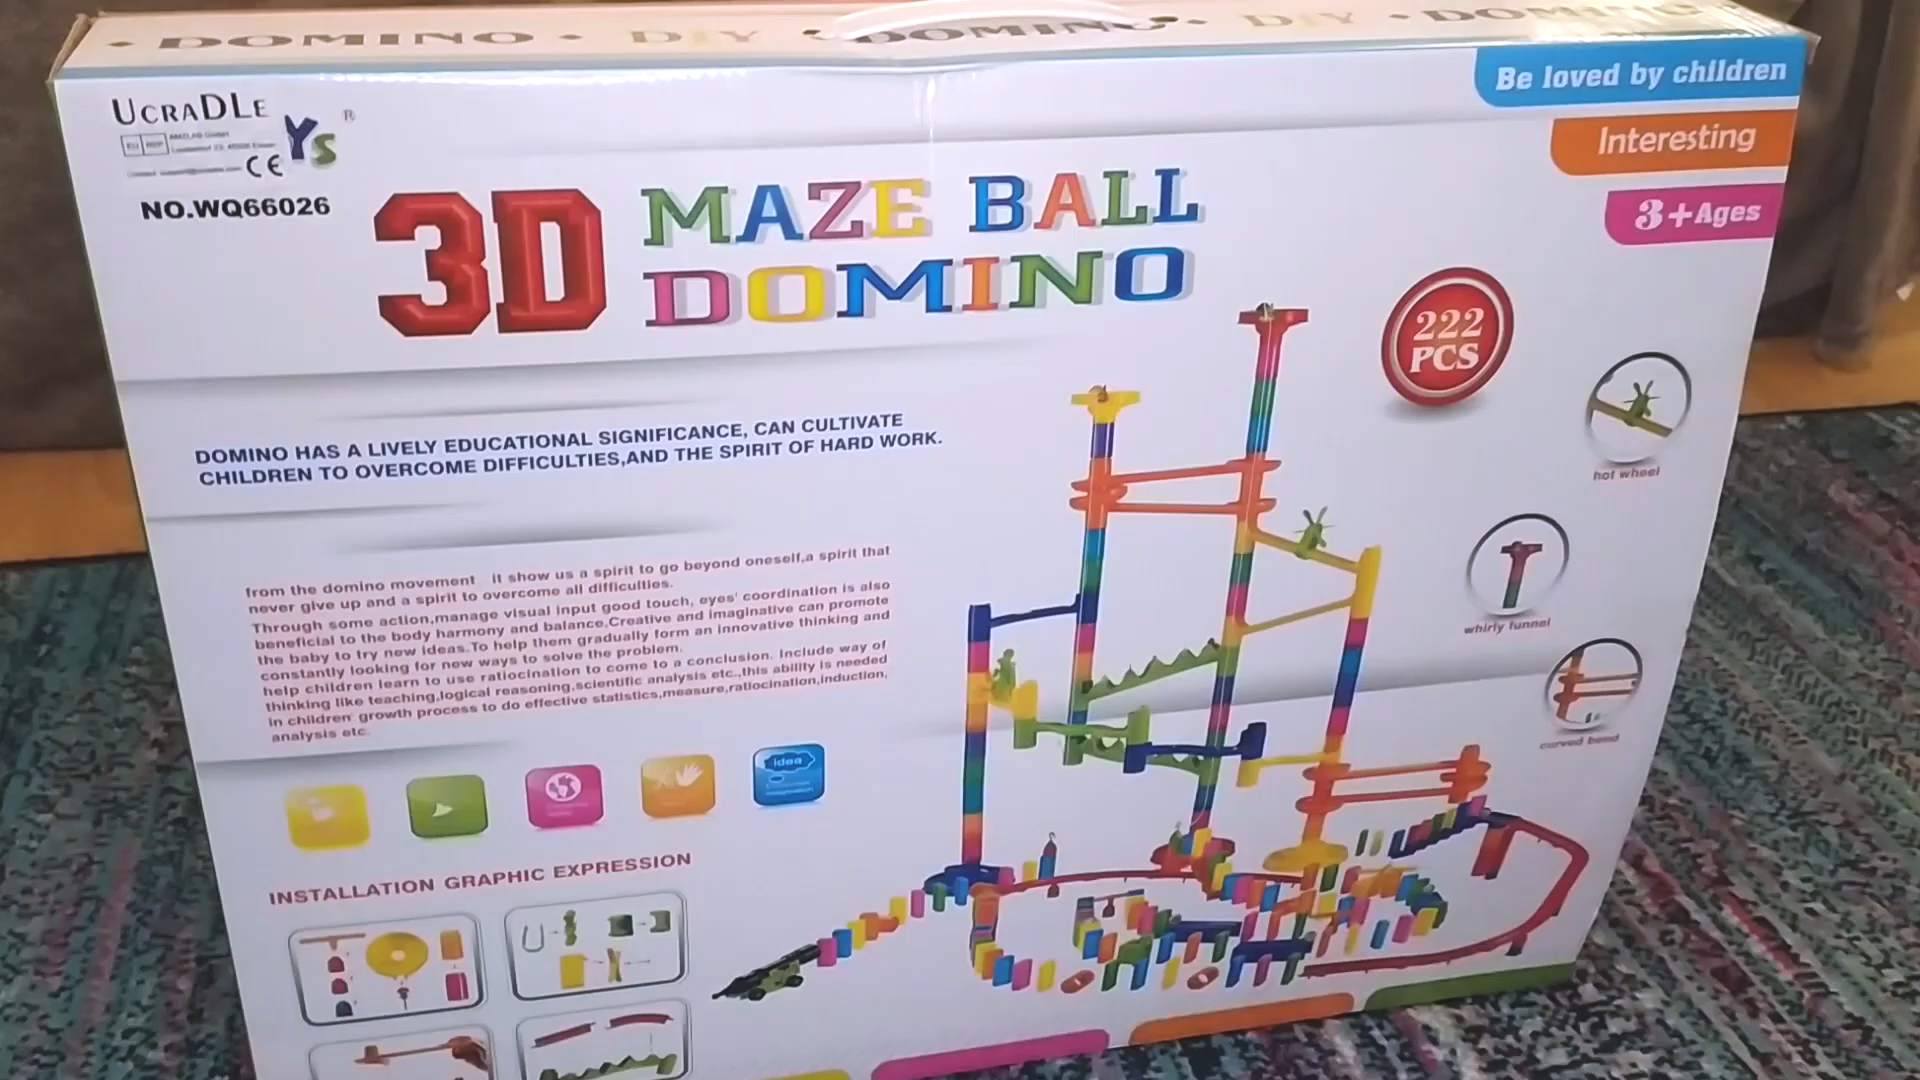 • DOMINO • DIY • DOMINO • DIY • DOMINO
UCRADLE
YS ®
EU REP
CE
NO.WQ66026
3D MAZE BALL
DOMINO
Be loved by children
Interesting
3+Ages
222
PCS
DOMINO HAS A LIVELY EDUCATIONAL SIGNIFICANCE, CAN CULTIVATE
CHILDREN TO OVERCOME DIFFICULTIES,AND THE SPIRIT OF HARD WORK.
from the domino movement it show us a spirit to go beyond oneself,a spirit that
never give up and a spirit to overcome all difficulties.
Through some action,manage visual input good touch, eyes' coordination is also
beneficial to the body harmony and balance,Creative and imaginative can promote
the baby to try new ideas.To help them gradually form an innovative thinking and
constantly looking for new ways to solve the problem.
help children learn to use ratiocination to come to a conclusion. Include way of
thinking like teaching,logical reasoning,scientific analysis etc.,this ability is needed
in children' growth process to do effective statistics,measure,ratiocination,induction,
analysis etc.
hot wheel
whirly funnel
curved bend
idea
INSTALLATION GRAPHIC EXPRESSION